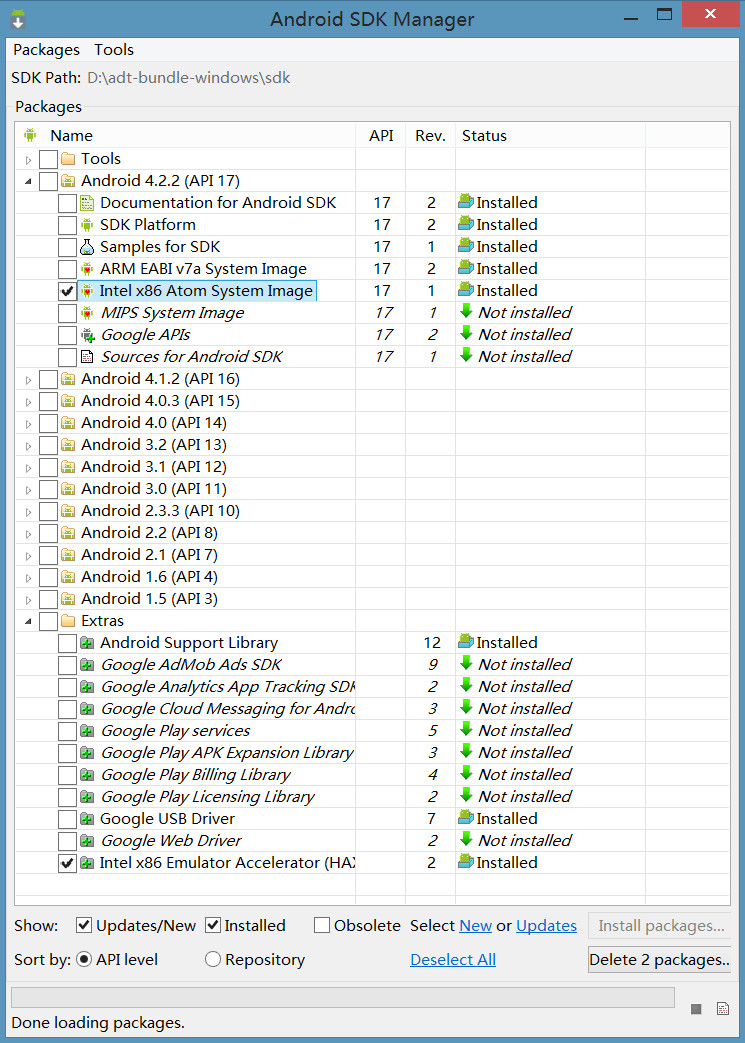 Android SDK Manager
Packages Tools
SDK Path: D:\adt-bundle-windows\sdk
Packages
Name API Rev. Status
Tools
Android 4.2.2 (API 17)
Documentation for Android SDK 17 2 Installed
SDK Platform 17 2 Installed
Samples for SDK 17 1 Installed
ARM EABI v7a System Image 17 2 Installed
Intel x86 Atom System Image 17 1 Installed
MIPS System Image 17 1 Not installed
Google APIs 17 2 Not installed
Sources for Android SDK 17 1 Not installed
Android 4.1.2 (API 16)
Android 4.0.3 (API 15)
Android 4.0 (API 14)
Android 3.2 (API 13)
Android 3.1 (API 12)
Android 3.0 (API 11)
Android 2.3.3 (API 10)
Android 2.2 (API 8)
Android 2.1 (API 7)
Android 1.6 (API 4)
Android 1.5 (API 3)
Extras
Android Support Library 12 Installed
Google AdMob Ads SDK 9 Not installed
Google Analytics App Tracking SDK 2 Not installed
Google Cloud Messaging for Andro 3 Not installed
Google Play services 5 Not installed
Google Play APK Expansion Library 3 Not installed
Google Play Billing Library 4 Not installed
Google Play Licensing Library 2 Not installed
Google USB Driver 7 Installed
Google Web Driver 2 Not installed
Intel x86 Emulator Accelerator (HAX 2 Installed
Show: Updates/New Installed Obsolete Select New or Updates Install packages...
Sort by: API level Repository Deselect All Delete 2 packages..
Done loading packages.